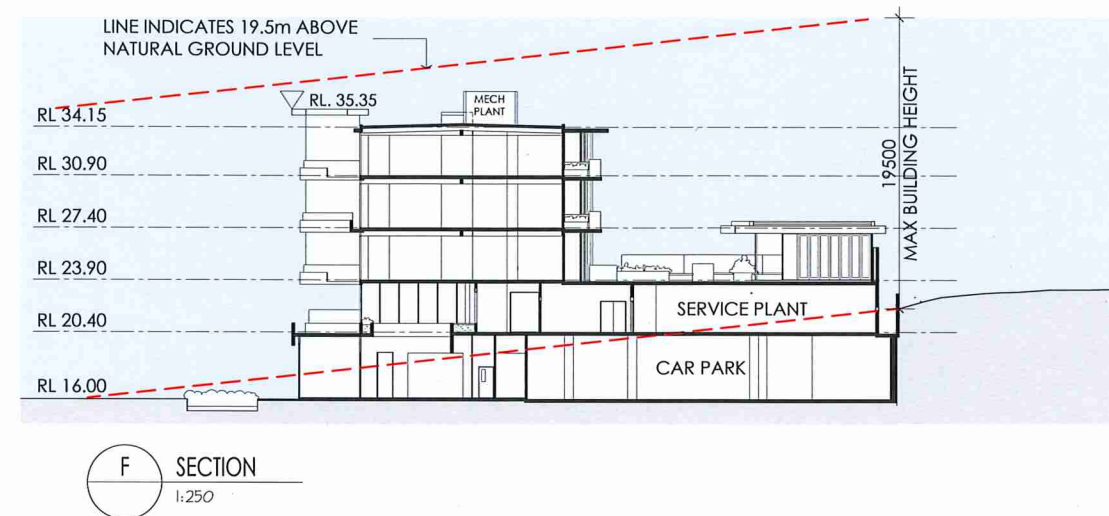 LINE INDICATES 19.5m ABOVE
NATURAL GROUND LEVEL
RL. 35.35
MECH
PLANT
RL 34.15
RL 30.90
RL 27.40
RL 23.90
RL 20.40
RL 16.00
19500
MAX BUILDING HEIGHT
SERVICE PLANT
CAR PARK
F
SECTION
1:250